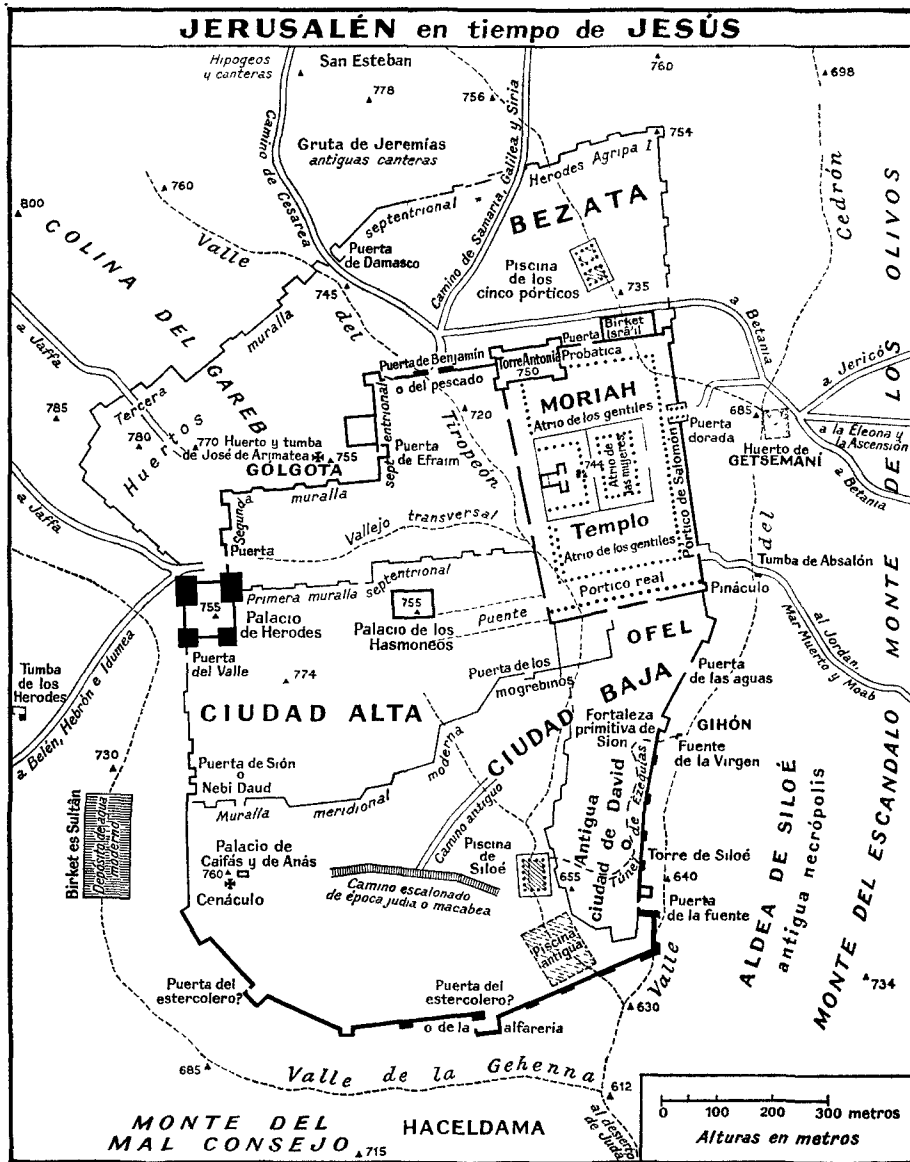 JERUSALÉN en tiempo de JESÚS
Hipogeos
y canteras
San Esteban
778
756
760
698
Gruta de Jeremías
antiguas canteras
Camino de Cesarea
Camino de Samaria, Galilea y Siria
754
Herodes Agripa I
septentrional
BEZATA
Cedrón
760
800
COLINA DEL GAREB
Valle
del
Tiropeón
Puerta
de Damasco
745
Piscina
de los
cinco pórticos
735
muralla
Tercera
a Jaffa
Huertos
785
780
770 Huerto y tumba
de José de Arimatea
755
GÓLGOTA
Puerta de Benjamín
o del pescado
720
Torre Antonia
750
Puerta
Probatica
Birket
Isra'il
a Betania
a Jericó
a la Eleona y a
la Ascensión
a Betania
685
Huerto de
GETSEMANÍ
MONTE DE LOS OLIVOS
MORIAH
Atrio de los gentiles
744
Atrio de
las mujeres
Templo
Atrio de los gentiles
Pórtico de Salomón
Puerta
dorada
Pórtico real
Pináculo
Puerta
de Efraim
septentrional
Segunda
muralla
Vallejo transversal
a Jaffa
Puerta
Primera muralla
septentrional
755
Palacio
de Herodes
755
Palacio de los
Hasmoneos
Puente
Puerta
del Valle
774
Tumba
de los
Herodes
a Belén, Hebrón e Idumea
730
Tumba de Absalón
al Jordan,
Mar Muerto y Moab
del
OFEL
Puerta de los
mogrebinos
Puerta
de las aguas
CIUDAD ALTA
CIUDAD BAJA
Fortaleza
primitiva de
Sion
GIHÓN
Fuente
de la Virgen
moderna
Puerta de Sión
o
Nebi Daud
Muralla
meridional
Camino antiguo
Antigua
ciudad de David
Túnel de Ezequías
Birket es Sultân
Depósito de agua
moderno
Palacio de
Caifás y de Anás
760
Cenáculo
Camino escalonado
de época judia o macabea
Piscina
de
Siloé
655
Torre de Siloé
640
Puerta
de la fuente
ALDEA DE SILOÉ
antigua necrópolis
MONTE DEL ESCANDALO
734
Piscina
antigua
Valle
Puerta del
estercolero?
Puerta del
estercolero?
o de la alfareria
630
685
Valle de la Gehenna
612
al desierto
de Judá
MONTE DEL
MAL CONSEJO
715
HACELDAMA
0 100 200 300 metros
Alturas en metros